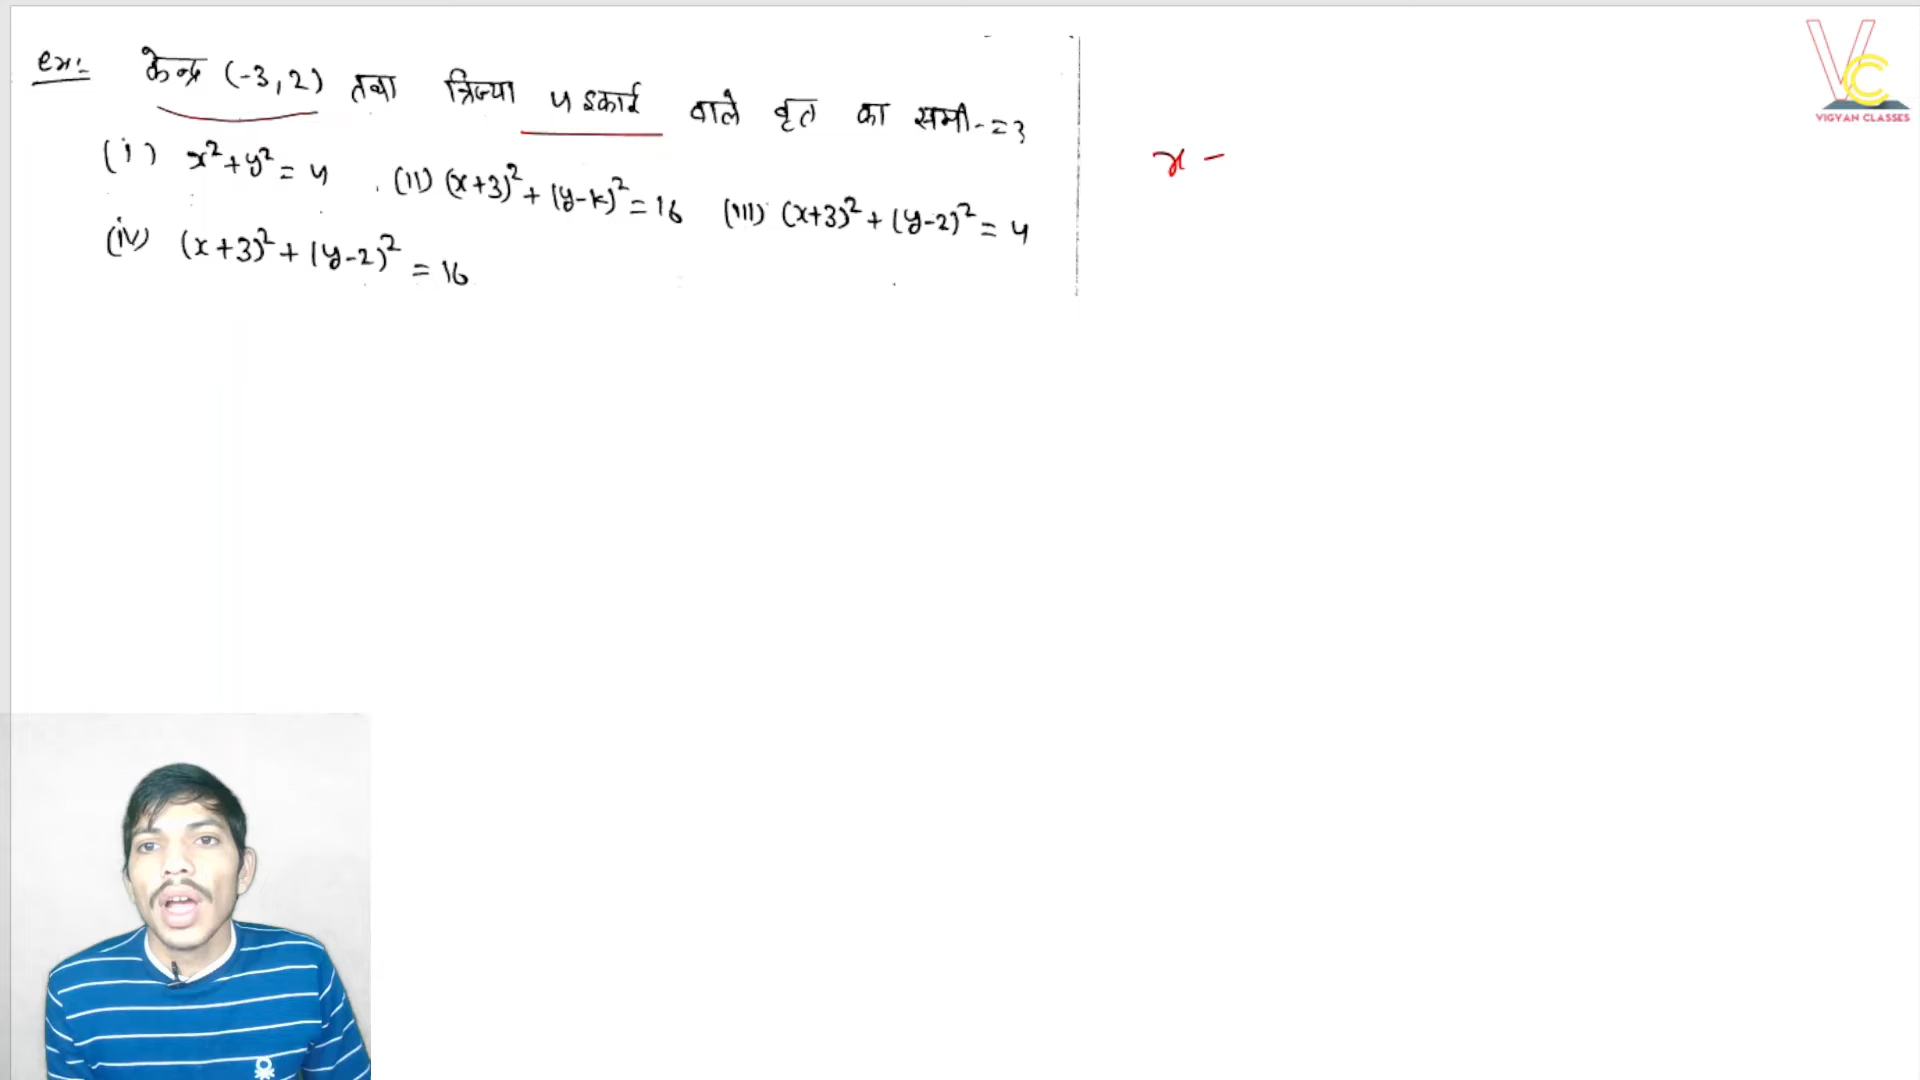 ex:- केन्द्र (-3,2) तथा त्रिज्या 4 इकाई वाले वृत का समी-=?
(i) x²+y² = 4 (ii) (x+3)²+(y-k)² = 16 (iii) (x+3)²+(y-2)² = 4
(iv) (x+3)²+(y-2)² = 16
x -
VC
VIGYAN CLASSES